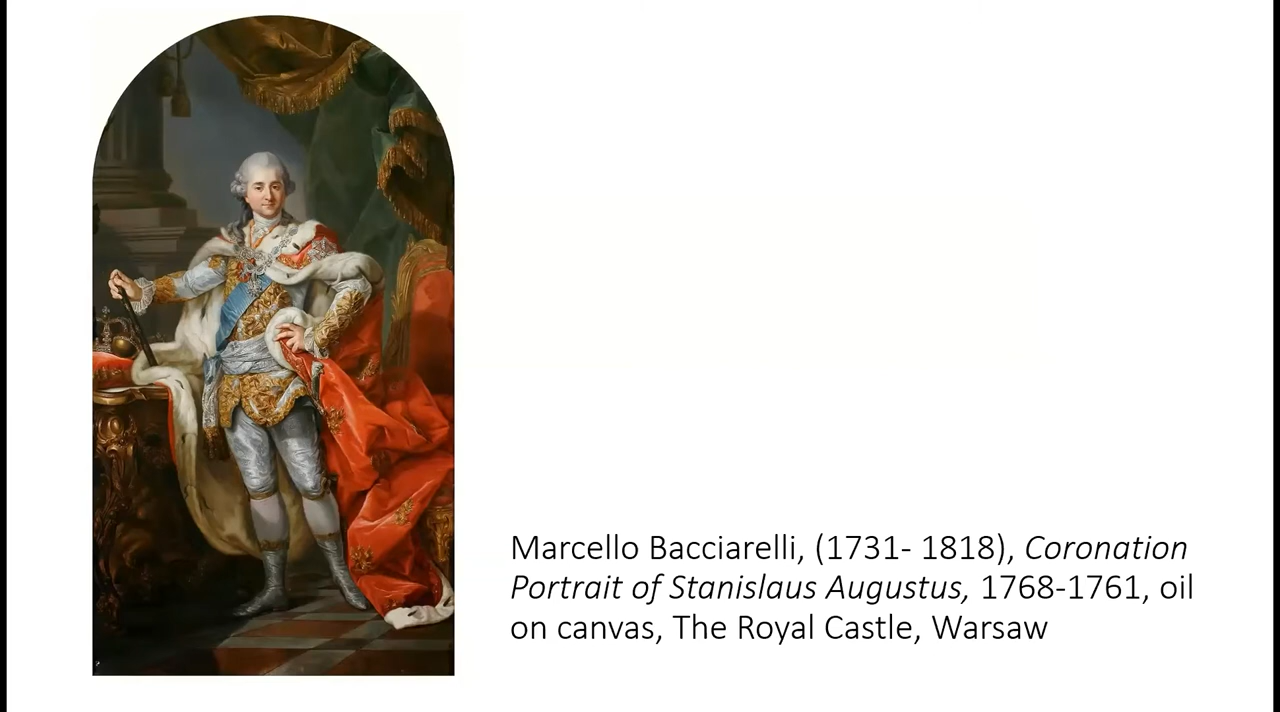 Marcello Bacciarelli, (1731- 1818), Coronation
Portrait of Stanislaus Augustus, 1768-1761, oil
on canvas, The Royal Castle, Warsaw